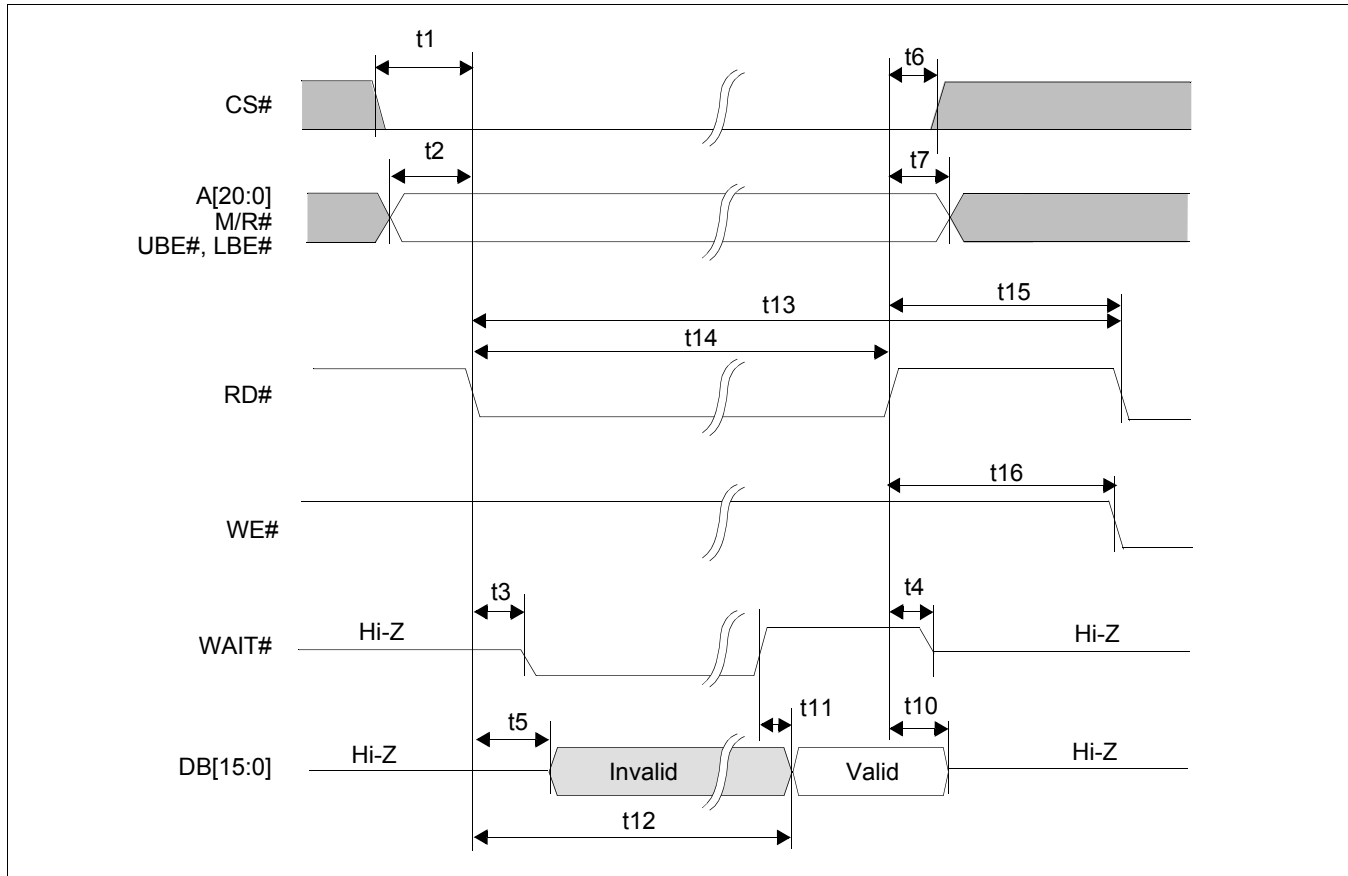 t1
t6
CS#
t2
t7
A[20:0]
M/R#
UBE#, LBE#
t15
t13
t14
RD#
t16
WE#
t3
t4
WAIT#
Hi-Z
Hi-Z
t11
t5
t10
DB[15:0]
Hi-Z
Invalid
Valid
Hi-Z
t12